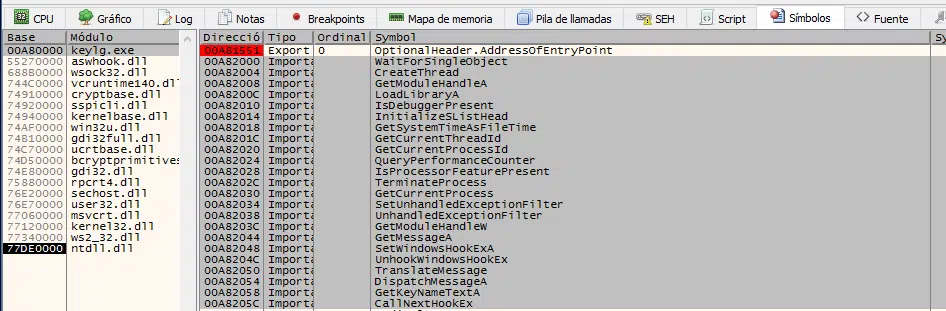 CPU Gráfico Log Notas Breakpoints Mapa de memoria Pila de llamadas SEH Script Símbolos Fuente
Base Módulo Direcció Tipo Ordinal Symbol
00A80000 keylg.exe 00A81551 Export 0 OptionalHeader.AddressOfEntryPoint
55270000 aswhook.dll 00A82000 Importa WaitForSingleObject
688B0000 wsock32.dll 00A82004 Importa CreateThread
744C0000 vcruntime140.dll 00A82008 Importa GetModuleHandleA
74910000 cryptbase.dll 00A8200C Importa LoadLibraryA
74920000 sspicli.dll 00A82010 Importa IsDebuggerPresent
74940000 kernelbase.dll 00A82014 Importa InitializeSListHead
74AF0000 win32u.dll 00A82018 Importa GetSystemTimeAsFileTime
74B10000 gdi32full.dll 00A8201C Importa GetCurrentThreadId
74C70000 ucrtbase.dll 00A82020 Importa GetCurrentProcessId
74D50000 bcryptprimitives 00A82024 Importa QueryPerformanceCounter
74E80000 gdi32.dll 00A82028 Importa IsProcessorFeaturePresent
75880000 rpcrt4.dll 00A8202C Importa TerminateProcess
76E20000 sechost.dll 00A82030 Importa GetCurrentProcess
76E70000 user32.dll 00A82034 Importa SetUnhandledExceptionFilter
77060000 msvcrt.dll 00A82038 Importa UnhandledExceptionFilter
77120000 kernel32.dll 00A8203C Importa GetModuleHandleW
77340000 ws2_32.dll 00A82044 Importa GetMessageA
77DE0000 ntdll.dll 00A82048 Importa SetWindowsHookExA
00A8204C Importa UnhookWindowsHookEx
00A82050 Importa TranslateMessage
00A82054 Importa DispatchMessageA
00A82058 Importa GetKeyNameTextA
00A8205C Importa CallNextHookEx